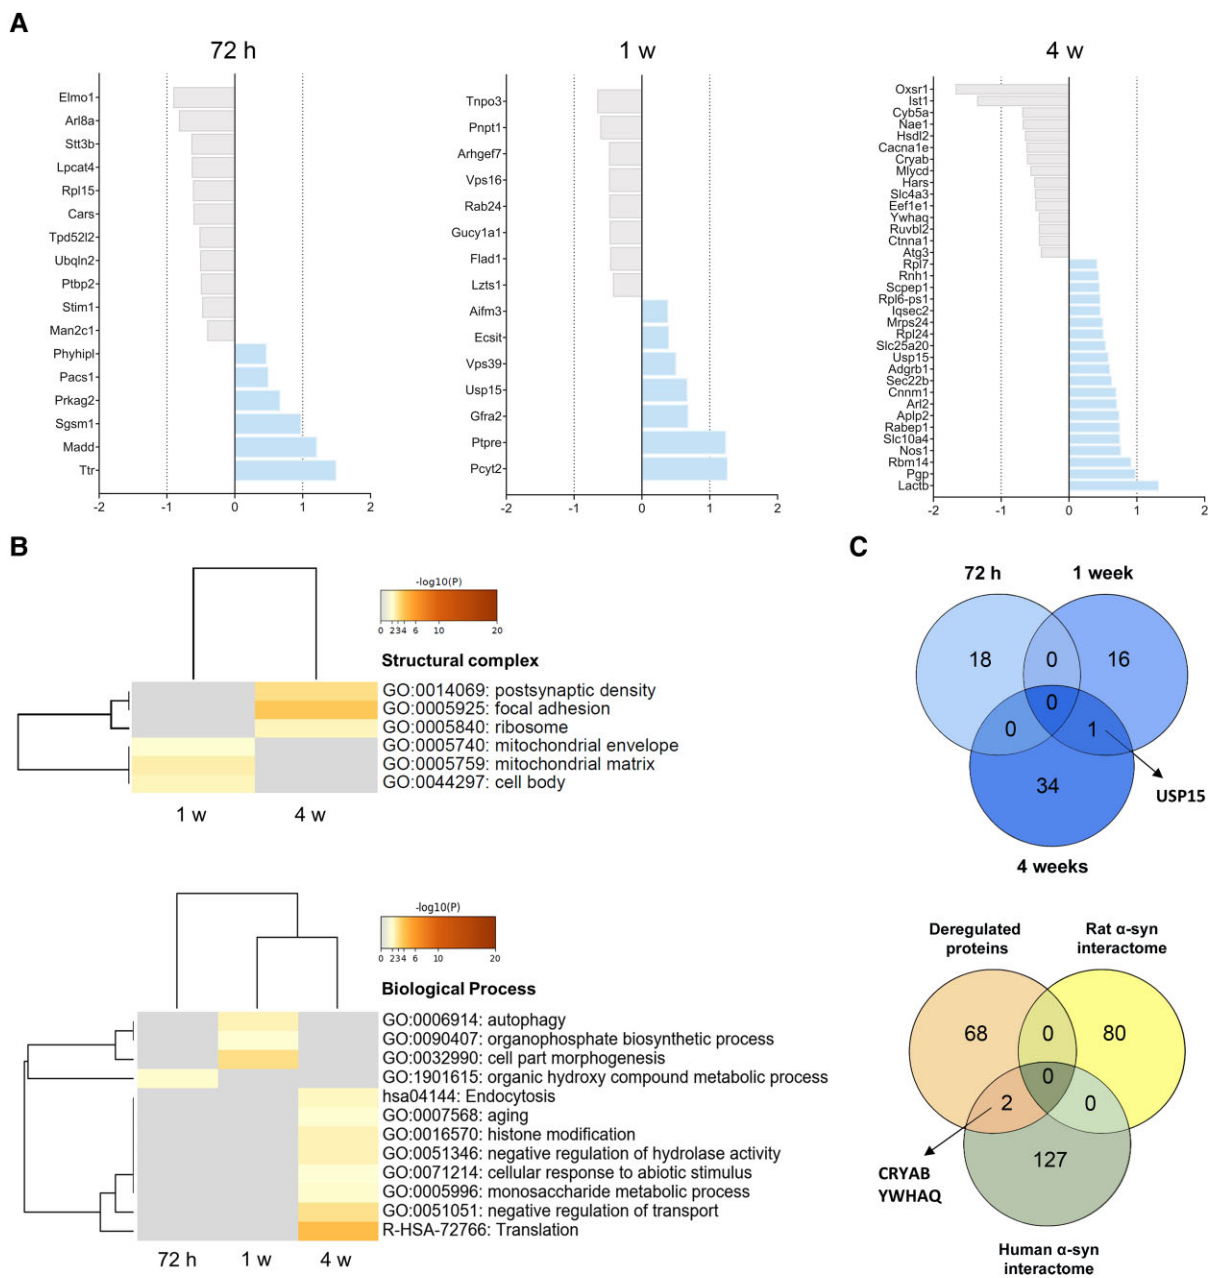 A
72 h
Elmo1
Arl8a
Stt3b
Lpcat4
Rpl15
Cars
Tpd52l2
Ubqln2
Ptbp2
Stim1
Man2c1
Phyhipl
Pacs1
Prkag2
Sgsm1
Madd
Ttr
-2 -1 0 1 2
1 w
Tnpo3
Pnpt1
Arhgef7
Vps16
Rab24
Gucy1a1
Flad1
Lzts1
Aifm3
Ecsit
Vps39
Usp15
Gfra2
Ptpre
Pcyt2
-2 -1 0 1 2
4 w
Oxsr1
Ist1
Cyb5a
Nae1
Hsdl2
Cacna1e
Cryab
Mlycd
Hars
Slc4a3
Eef1e1
Ywhaq
Ruvbl2
Ctnna1
Atg3
Rpl7
Rnh1
Scpep1
Rpl6-ps1
Iqsec2
Mrps24
Rpl24
Slc25a20
Usp15
Adgrb1
Sec22b
Cnnm1
Arl2
Aplp2
Rabep1
Slc10a4
Nos1
Rbm14
Pgp
Lactb
-2 -1 0 1 2
B
-log10(P)
0 2 3 4 6 10 20
Structural complex
GO:0014069: postsynaptic density
GO:0005925: focal adhesion
GO:0005840: ribosome
GO:0005740: mitochondrial envelope
GO:0005759: mitochondrial matrix
GO:0044297: cell body
1 w 4 w
-log10(P)
0 2 3 4 6 10 20
Biological Process
GO:0006914: autophagy
GO:0090407: organophosphate biosynthetic process
GO:0032990: cell part morphogenesis
GO:1901615: organic hydroxy compound metabolic process
hsa04144: Endocytosis
GO:0007568: aging
GO:0016570: histone modification
GO:0051346: negative regulation of hydrolase activity
GO:0071214: cellular response to abiotic stimulus
GO:0005996: monosaccharide metabolic process
GO:0051051: negative regulation of transport
R-HSA-72766: Translation
72 h 1 w 4 w
C
72 h 1 week
18 0 16
0
0 1
34
USP15
4 weeks
Deregulated
proteins
Rat α-syn
interactome
68 0 80
0
2 0
127
CRYAB
YWHAQ
Human α-syn
interactome